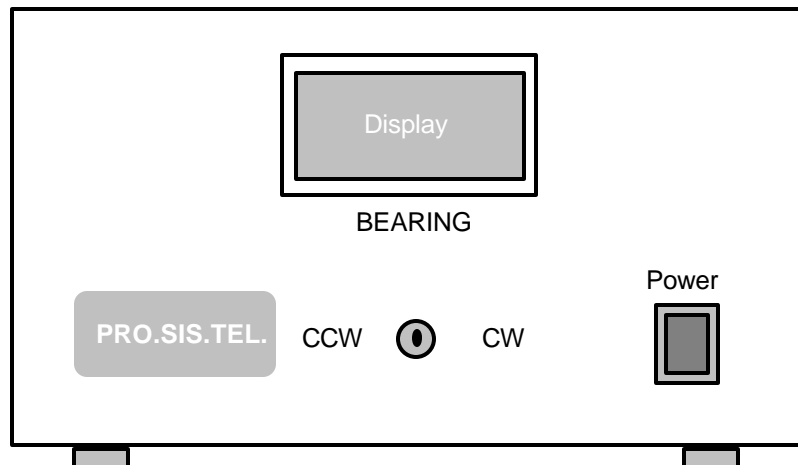 Display
BEARING
Power
PRO.SIS.TEL.
CCW
CW